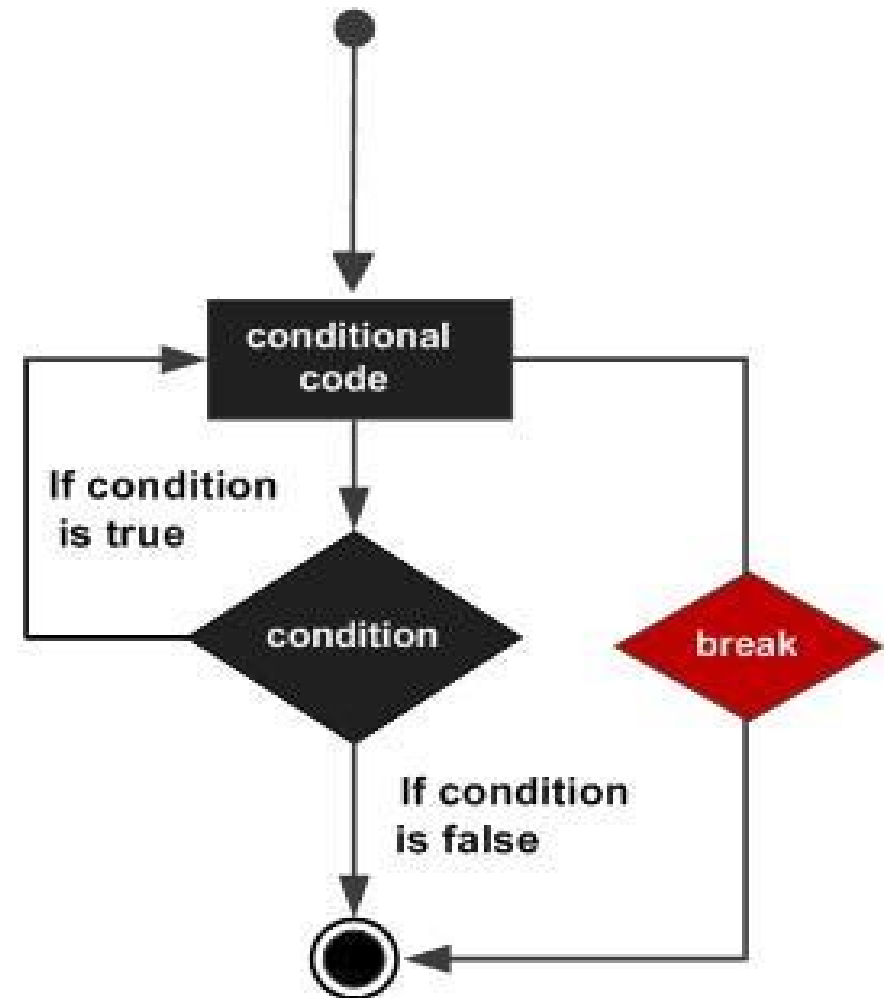 conditional
code
If condition
is true
condition
break
If condition
is false